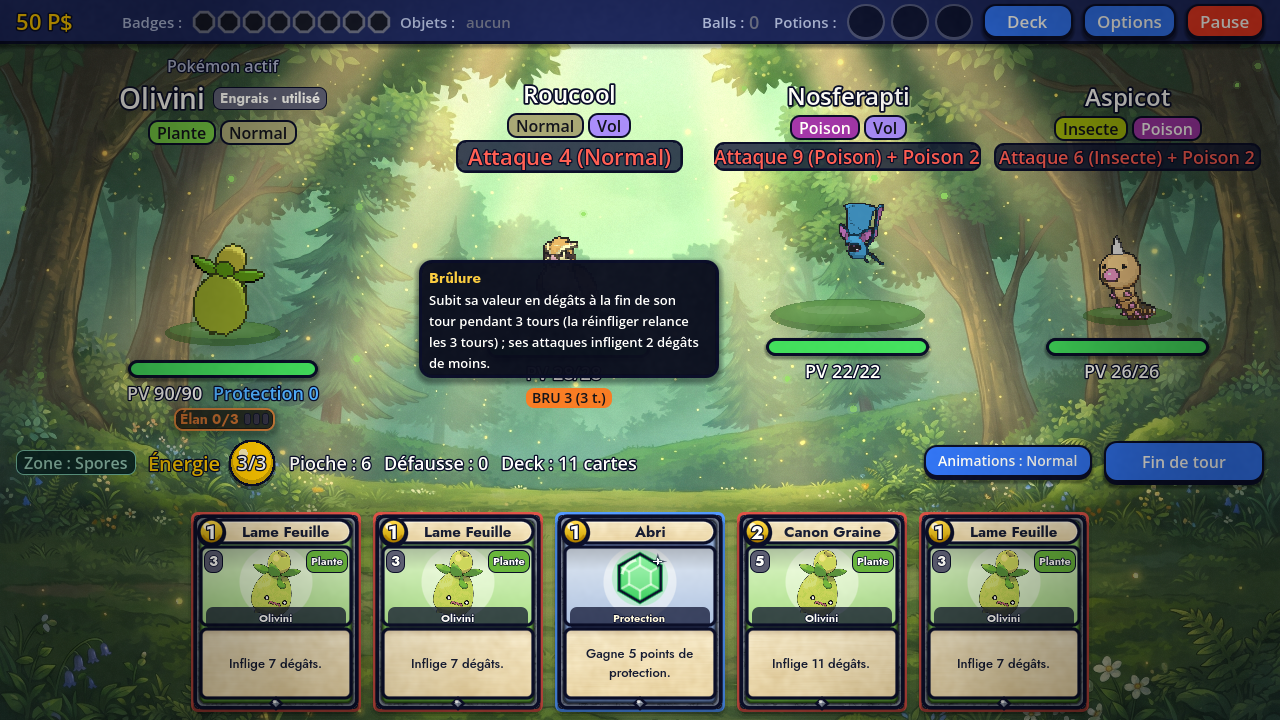 50 P$
Badges :
Objets : aucun
Balls : 0
Potions :
Deck
Options
Pause
Pokémon actif
Olivini
Engrais · utilisé
Plante
Normal
Roucool
Normal
Vol
Attaque 4 (Normal)
Nosferapti
Poison
Vol
Attaque 9 (Poison) + Poison 2
Aspicot
Insecte
Poison
Attaque 6 (Insecte) + Poison 2
Brûlure
Subit sa valeur en dégâts à la fin de son
tour pendant 3 tours (la réinfliger relance
les 3 tours) ; ses attaques infligent 2 dégâts
de moins.
PV 90/90
Protection 0
Élan 0/3
BRU 3 (3 t.)
PV 22/22
PV 26/26
Zone : Spores
Énergie
3/3
Pioche : 6
Défausse : 0
Deck : 11 cartes
Animations : Normal
Fin de tour
1
Lame Feuille
3
Plante
Olivini
Inflige 7 dégâts.
1
Lame Feuille
3
Plante
Olivini
Inflige 7 dégâts.
1
Abri
Protection
Gagne 5 points de
protection.
2
Canon Graine
5
Plante
Olivini
Inflige 11 dégâts.
1
Lame Feuille
3
Plante
Olivini
Inflige 7 dégâts.